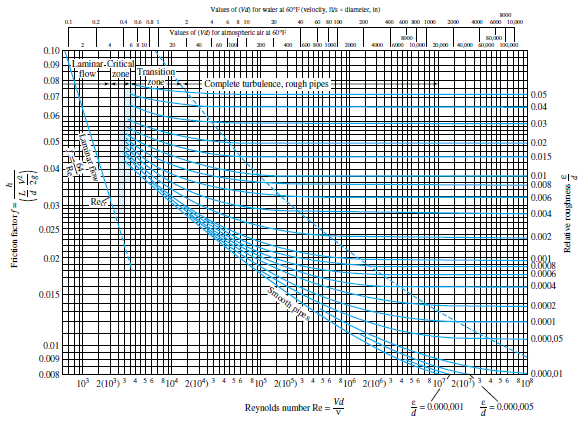 Values of (Vd) for water at 60°F (velocity, ft/s × diameter, in)
0.1 0.2 0.4 0.6 0.8 1 2 4 6 8 10 20 40 60 80 100 200 400 600 800 1000 2000 4000 6000 8000 10,000
Values of (Vd) for atmospheric air at 60°F
2 4 6 8 10 20 40 60 80 100 200 400 600 800 1000 2000 4000 6000 8000 10,000 20,000 40,000 60,000 80,000 100,000
0.10
0.09
0.08
0.07
0.06
0.05
0.04
0.03
0.025
0.02
0.015
0.01
0.009
0.008
Friction factor f = h / (L/d V²/2g)
Laminar flow
Critical zone
Transition zone
Complete turbulence, rough pipes
Laminar flow
f = 64/Re
Smooth pipes
0.05
0.04
0.03
0.02
0.015
0.01
0.008
0.006
0.004
0.002
0.001
0.0008
0.0006
0.0004
0.0002
0.0001
0.000,05
0.000,01
Relative roughness ε/d
10³ 2(10³) 3 4 5 6 8 10⁴ 2(10⁴) 3 4 5 6 8 10⁵ 2(10⁵) 3 4 5 6 8 10⁶ 2(10⁶) 3 4 5 6 8 10⁷ 2(10⁷) 3 4 5 6 8 10⁸
Reynolds number Re = Vd/ν
ε/d = 0.000,001
ε/d = 0.000,005